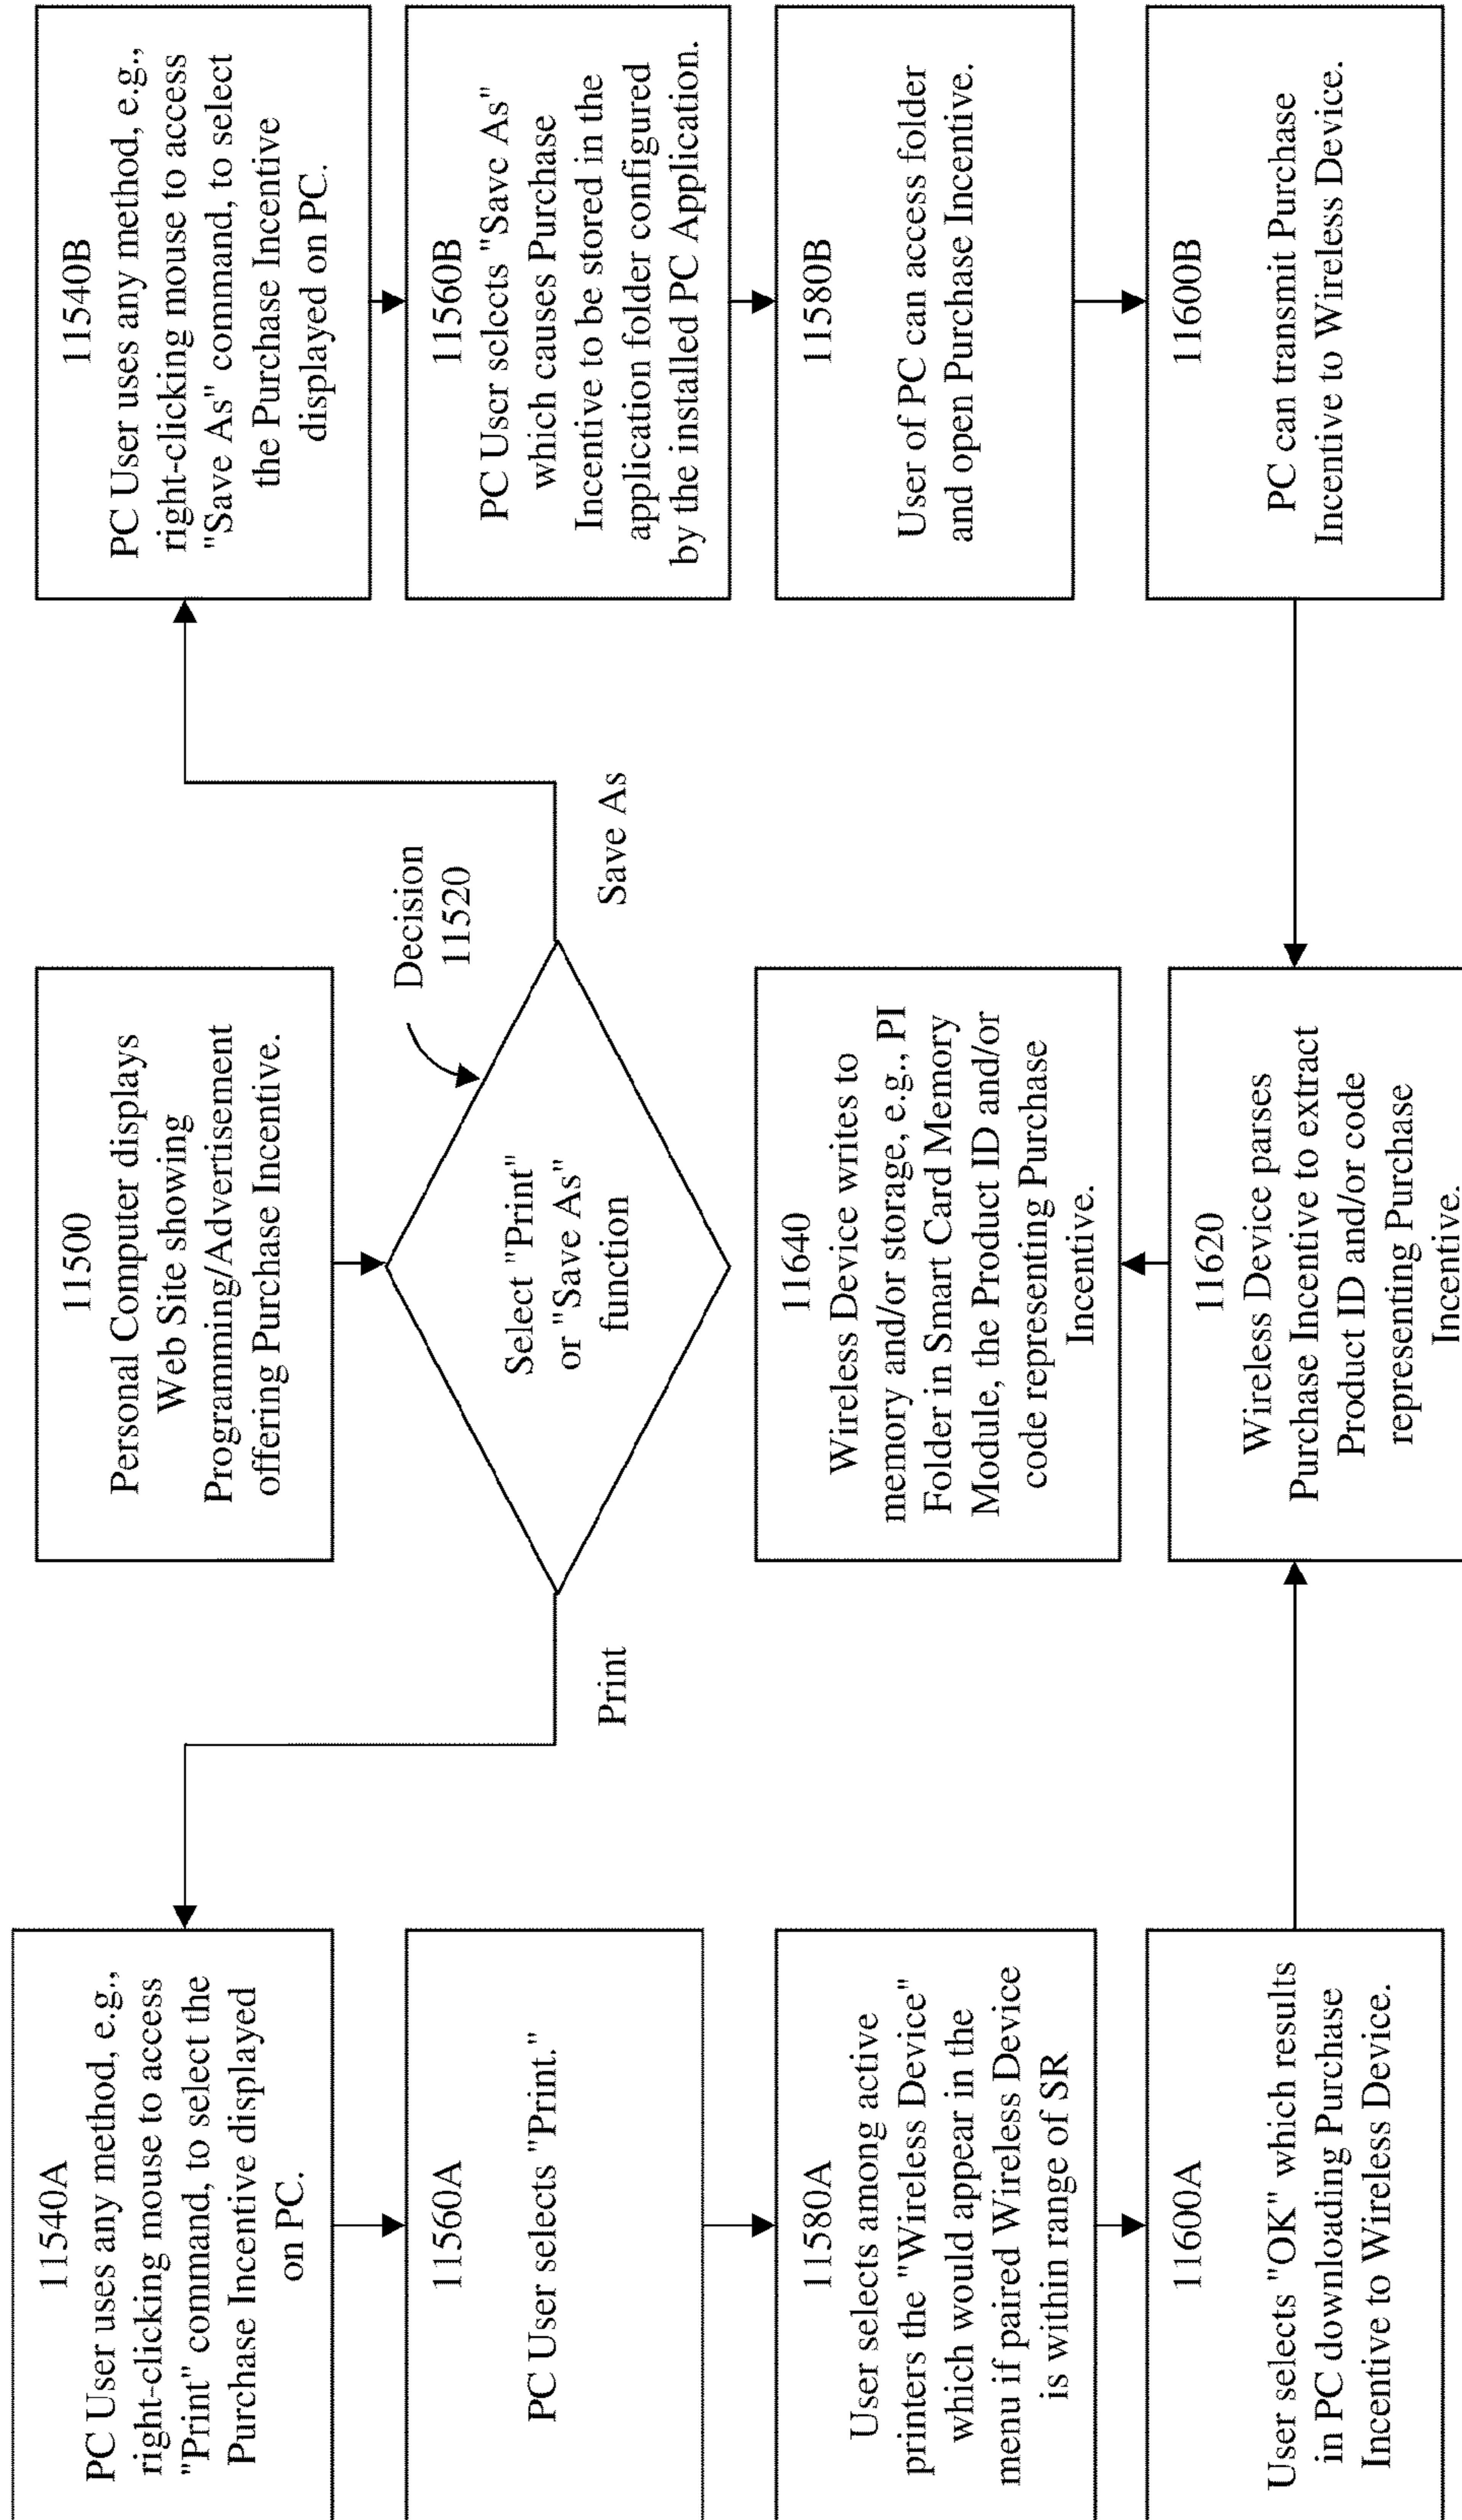 11540A
PC User uses any method, e.g.,
right-clicking mouse to access
"Print" command, to select the
Purchase Incentive displayed
on PC.
11560A
PC User selects "Print."
11580A
User selects among active
printers the "Wireless Device"
which would appear in the
menu if paired Wireless Device
is within range of SR
11600A
User selects "OK" which results
in PC downloading Purchase
Incentive to Wireless Device.
Print
11500
Personal Computer displays
Web Site showing
Programming/Advertisement
offering Purchase Incentive.
Decision
11520
Select "Print"
or "Save As"
function
11640
Wireless Device writes to
memory and/or storage, e.g., PI
Folder in Smart Card Memory
Module, the Product ID and/or
code representing Purchase
Incentive.
11620
Wireless Device parses
Purchase Incentive to extract
Product ID and/or code
representing Purchase
Incentive.
Save As
11540B
PC User uses any method, e.g.,
right-clicking mouse to access
"Save As" command, to select
the Purchase Incentive
displayed on PC.
11560B
PC Uscr sclccts "Savc As"
which causes Purchase
Incentive to be stored in the
application folder configured
by the installed PC Application.
11580B
User of PC can access folder
and open Purchase Incentive.
11600B
PC can transmit Purchase
Incentive to Wireless Device.